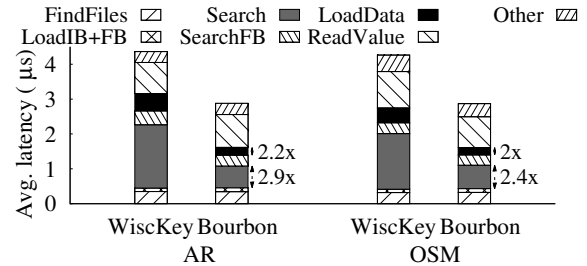 FindFiles Search LoadData Other
LoadIB+FB SearchFB ReadValue
Avg. latency ( μs)
4
3
2
1
0
2.2x
2.9x
2x
2.4x
WiscKey Bourbon WiscKey Bourbon
AR OSM